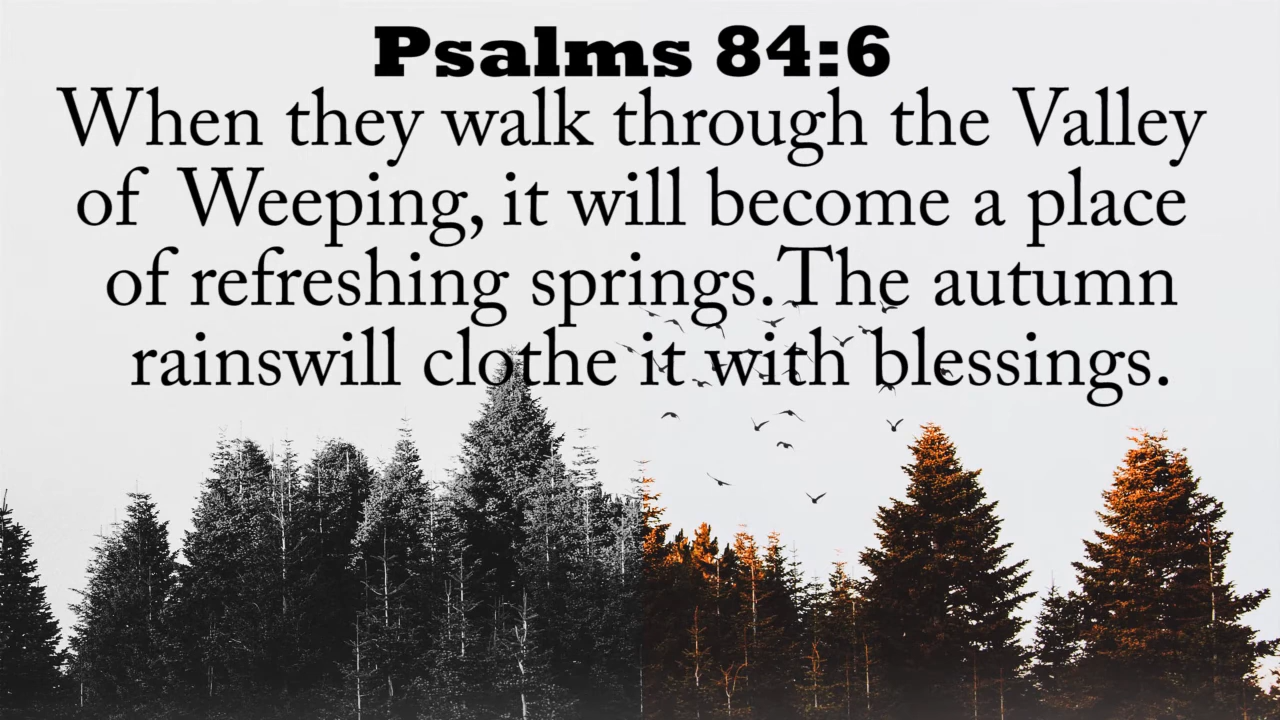 Psalms 84:6
When they walk through the Valley
of Weeping, it will become a place
of refreshing springs.The autumn
rainswill clothe it with blessings.